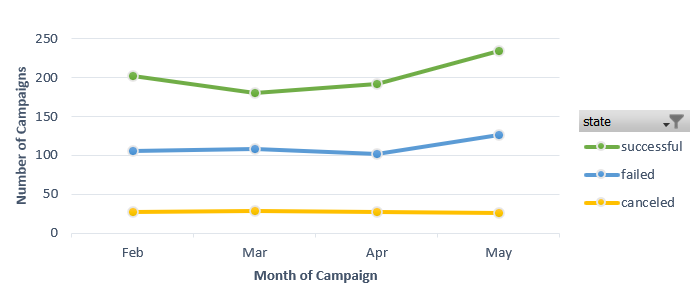 250
200
150
100
50
0
Number of Campaigns
Feb Mar Apr May
Month of Campaign
state
successful
failed
canceled